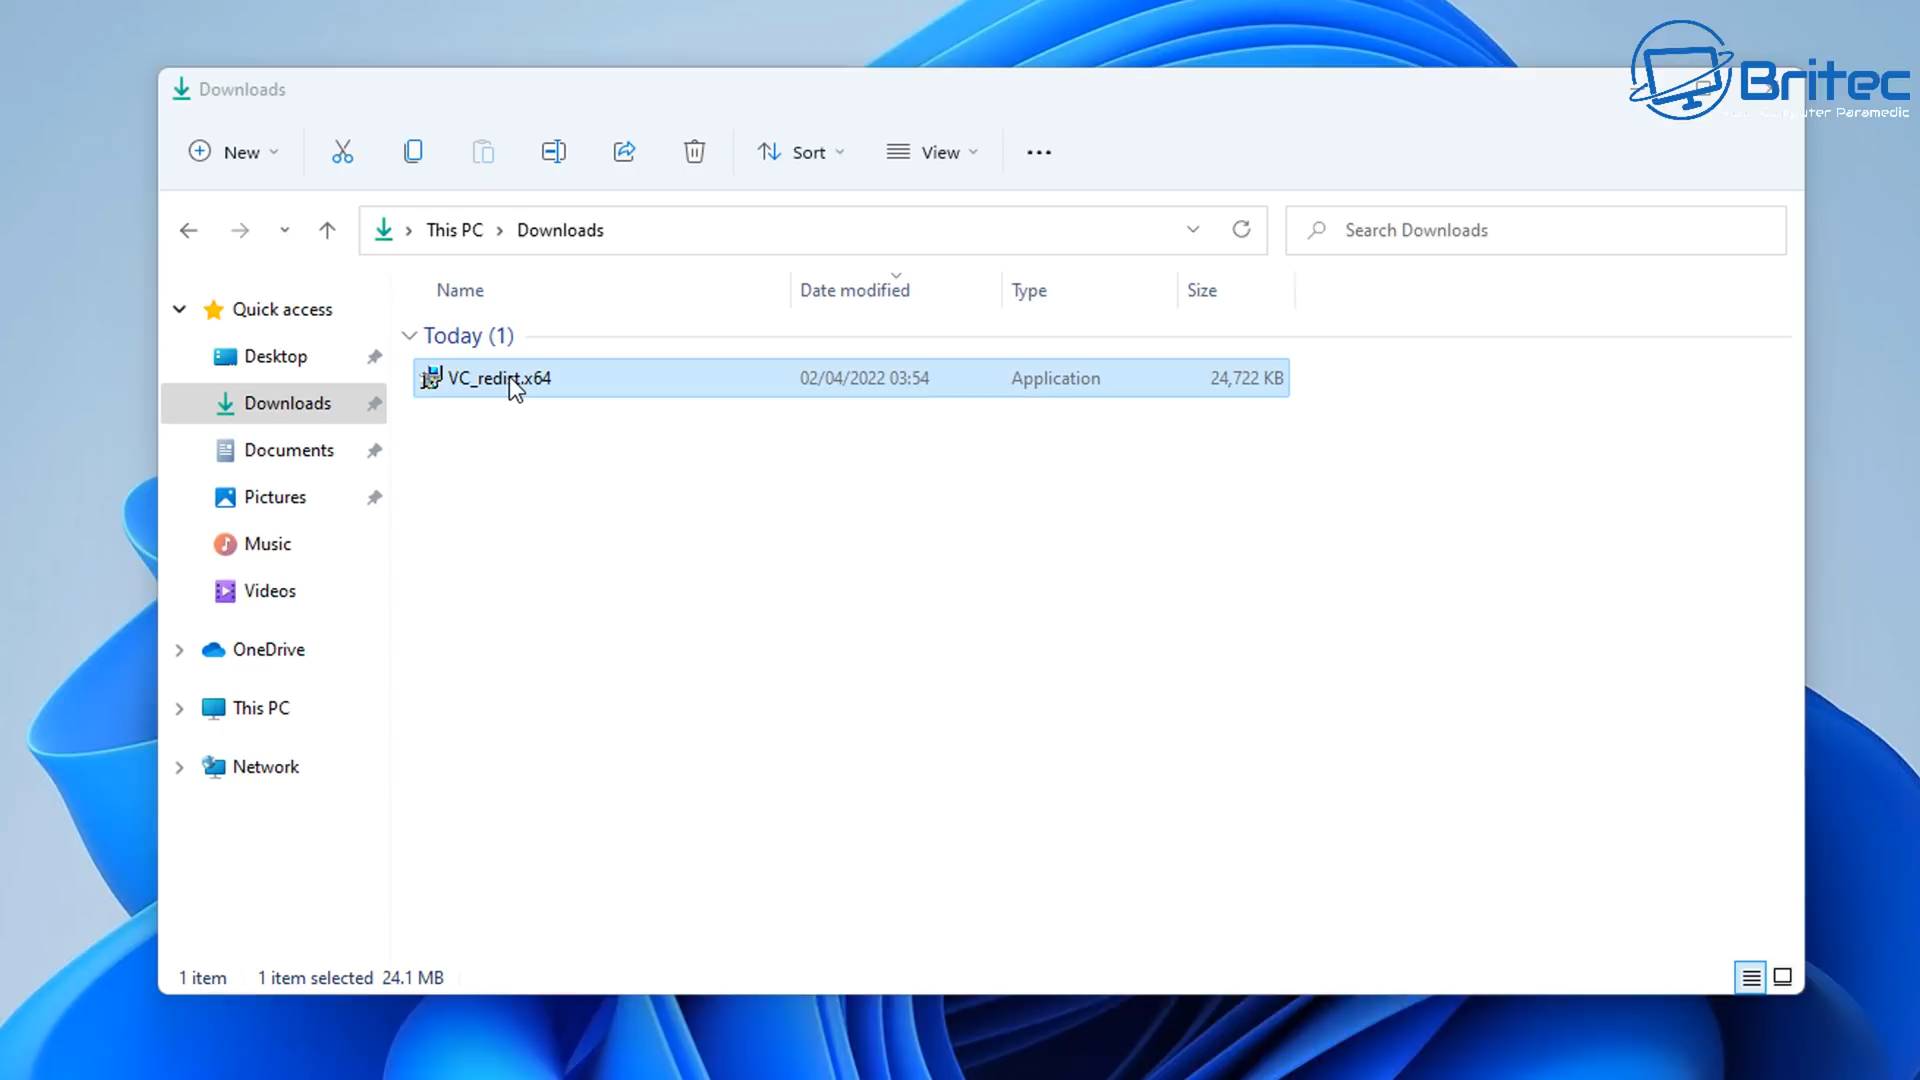 Downloads
Britec
Computer Paramedic
New
Sort
View
This PC
Downloads
Search Downloads
Name
Date modified
Type
Size
Quick access
Today (1)
Desktop
VC_redist.x64
02/04/2022 03:54
Application
24,722 KB
Downloads
Documents
Pictures
Music
Videos
OneDrive
This PC
Network
1 item
1 item selected 24.1 MB